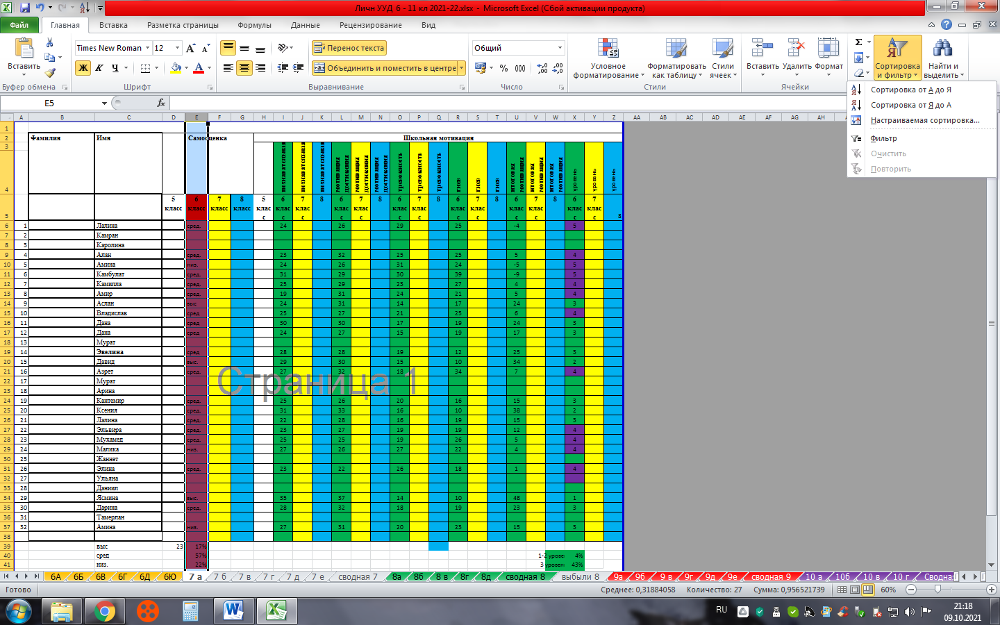 Личн УУД 6 - 11 кл 2021-22.xlsx - Microsoft Excel (Сбой активации продукта)
Файл Главная Вставка Разметка страницы Формулы Данные Рецензирование Вид
Times New Roman 12 Перенос текста Общий
Вставить Ж К Ч Объединить и поместить в центре % 000 Условное форматирование Форматировать как таблицу Стили ячеек Вставить Удалить Формат Сортировка и фильтр Найти и выделить
Буфер обмена Шрифт Выравнивание Число Стили Ячейки
Сортировка от А до Я
Сортировка от Я до А
Настраиваемая сортировка...
Фильтр
Очистить
Повторить
E5 fx
A B C D E F G H I J K L M N O P Q R S T U V W X Y Z AA AB AC AD AE AF AG AH
1
2 Фамилия Имя Самооценка Школьная мотивация
3
4 познавательная познавательная познавательная мотивация достижения мотивация достижения мотивация достижения тревожность тревожность тревожность гнев гнев гнев итоговая мотивация итоговая мотивация итоговая мотивация уровень уровень уровень
5 5 класс 6 класс 7 класс 8 класс 5 класс 6 класс 7 класс 8 6 класс 7 класс 8 6 класс 7 класс 8 6 класс 7 класс 8 6 класс 7 класс 8 6 класс 7 класс 8
6 1 Лалина сред. 24 26 29 25 -4 5
7 2 Камран
8 3 Каролина
9 4 Алан сред. 23 32 25 25 5 4
10 5 Амина низ. 24 26 31 24 -5 5
11 6 Камбулат сред. 31 29 30 39 -9 5
12 7 Камилла сред. 25 29 23 27 4 4
13 8 Амир сред. 19 31 24 21 5 4
14 9 Аслан выс 24 31 14 17 24 3
15 10 Владислав сред 25 27 21 25 6 4
16 11 Дана сред 30 30 17 19 24 3
17 12 Дана сред 24 27 15 19 17 3
18 13 Мурат
19 14 Эвелина сред 28 28 19 12 25 3
20 15 Давид выс. 29 30 15 10 34 2
21 16 Азрет сред. 27 32 18 34 7 4
22 17 Мурат
23 18 Арина
24 19 Кантемир сред. 25 26 20 16 15 3
25 20 Ксения сред. 31 33 16 10 38 2
26 21 Лалина сред. 22 28 16 19 15 3
27 22 Эльвира сред. 23 27 19 19 12 4
28 23 Мухамед сред. 25 25 19 26 5 4
29 24 Малика низ. 27 26 27 22 4 4
30 25 Жаннет
31 26 Элина сред. 23 22 26 18 1 4
32 27 Ульяна
33 28 Даниил
34 29 Ясмина выс. 35 37 14 10 48 1
35 30 Дарина сред. 28 32 18 19 23 3
36 31 Тамерлан
37 32 Амина низ. 27 31 20 23 15 3
38
39 выс 23 17%
40 сред 57% 1-2 уровен 4%
41 низ. 22% 3 уровен 43%
Страница 1
6А 6Б 6В 6Г 6Д 6Ю 7 а 7 б 7 в 7 г 7 д 7 е сводная 7 8а 8б 8 в 8г 8д сводная 8 выбыли 8 9а 9б 9 в 9г 9д 9е сводная 9 10 а 10б 10 в 10 г Сводная
Готово Среднее: 0,31884058 Количество: 27 Сумма: 0,956521739 60%
RU 21:18
09.10.2021